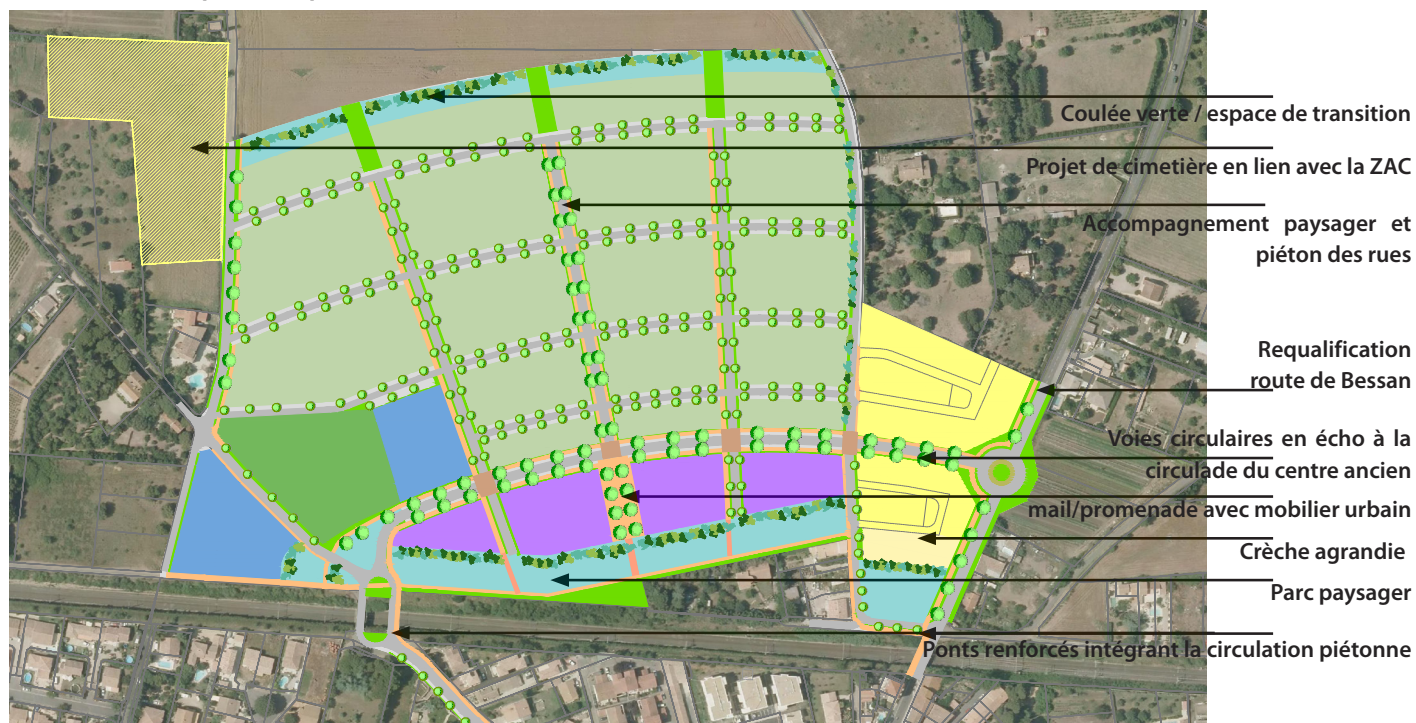 Coulée verte / espace de transition
Projet de cimetière en lien avec la ZAC
Accompagnement paysager et
piéton des rues
Requalification
route de Bessan
Voies circulaires en écho à la
circulade du centre ancien
mail/promenade avec mobilier urbain
Crèche agrandie
Parc paysager
Ponts renforcés intégrant la circulation piétonne